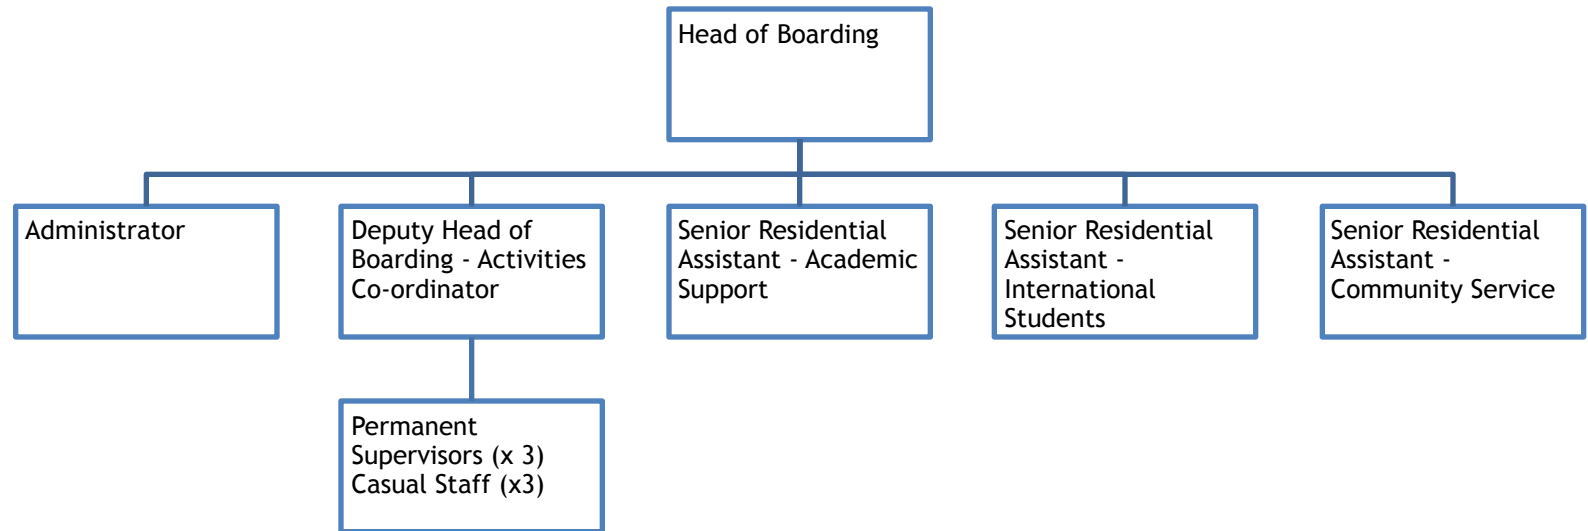 Head of Boarding
Administrator
Deputy Head of
Boarding - Activities
Co-ordinator
Senior Residential
Assistant - Academic
Support
Senior Residential
Assistant -
International
Students
Senior Residential
Assistant -
Community Service
Permanent
Supervisors (x 3)
Casual Staff (x3)